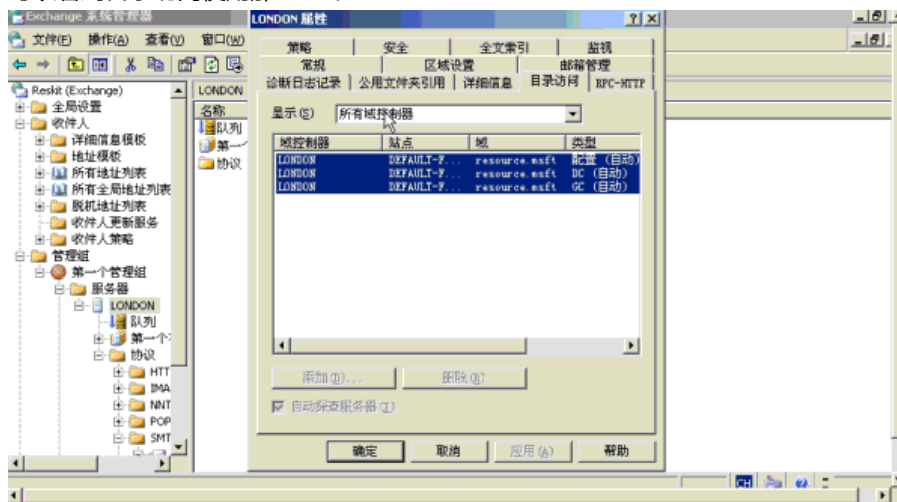 Exchange 系统管理器
LONDON 属性
文件(F) 操作(A) 查看(V) 窗口(W)
策略 安全 全文索引 监视
常规 区域设置 邮箱管理
诊断日志记录 公用文件夹引用 详细信息 目录访问 RPC-HTTP
Reskit (Exchange)
全局设置
收件人
详细信息模板
地址模板
所有地址列表
所有全局地址列表
脱机地址列表
收件人更新服务
收件人策略
管理组
第一个管理组
服务器
LONDON
队列
第一个
协议
HTT
IMA
NNT
POP
SMT
LONDON
名称
队列
第一
协议
显示(S) 所有域控制器
域控制器 站点 域 类型
LONDON DEFAULT-F... resource.msft 配置 (自动)
LONDON DEFAULT-F... resource.msft DC (自动)
LONDON DEFAULT-F... resource.msft GC (自动)
添加(D)... 删除(R)
自动探查服务器(I)
确定 取消 应用(A) 帮助
CH